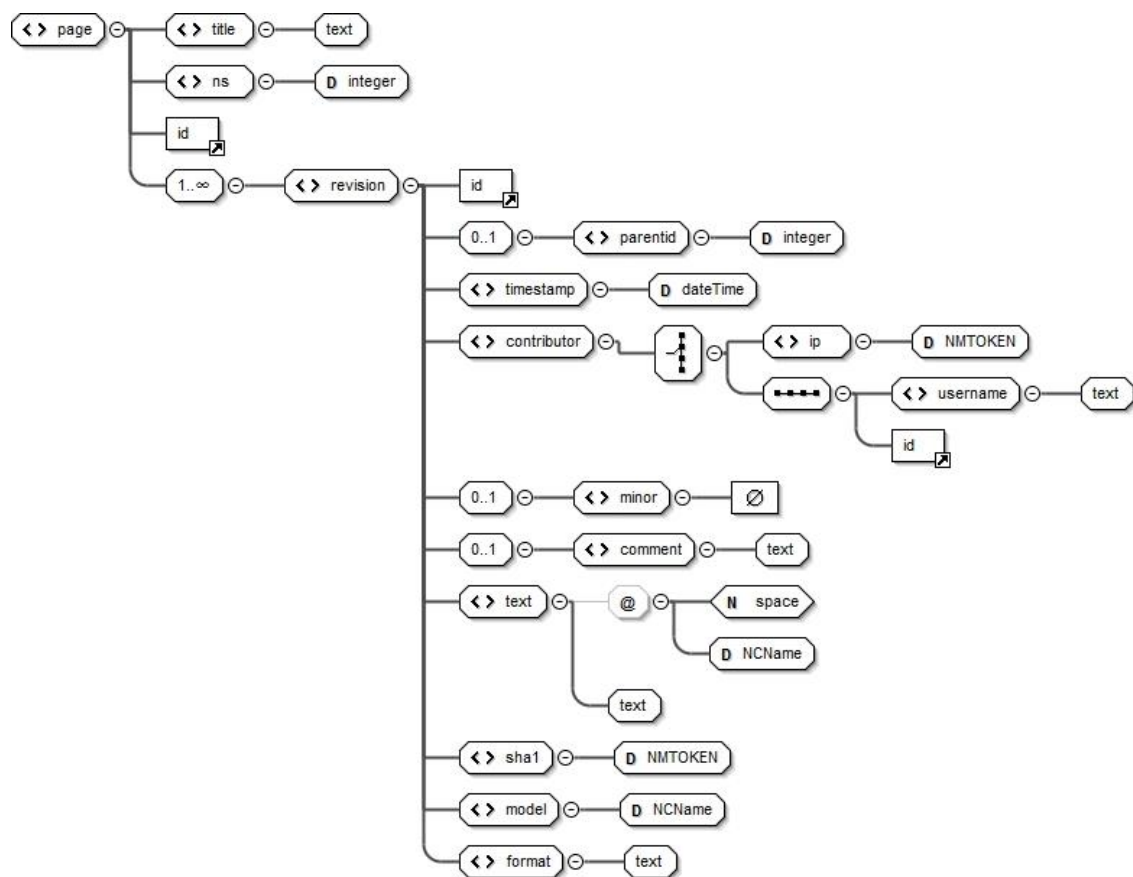 <> page <> title text
<> ns D integer
id
1..∞ <> revision id
0..1 <> parentid D integer
<> timestamp D dateTime
<> contributor <> ip D NMTOKEN
<> username text
id
0..1 <> minor ∅
0..1 <> comment text
<> text @ N space
D NCName
text
<> sha1 D NMTOKEN
<> model D NCName
<> format text